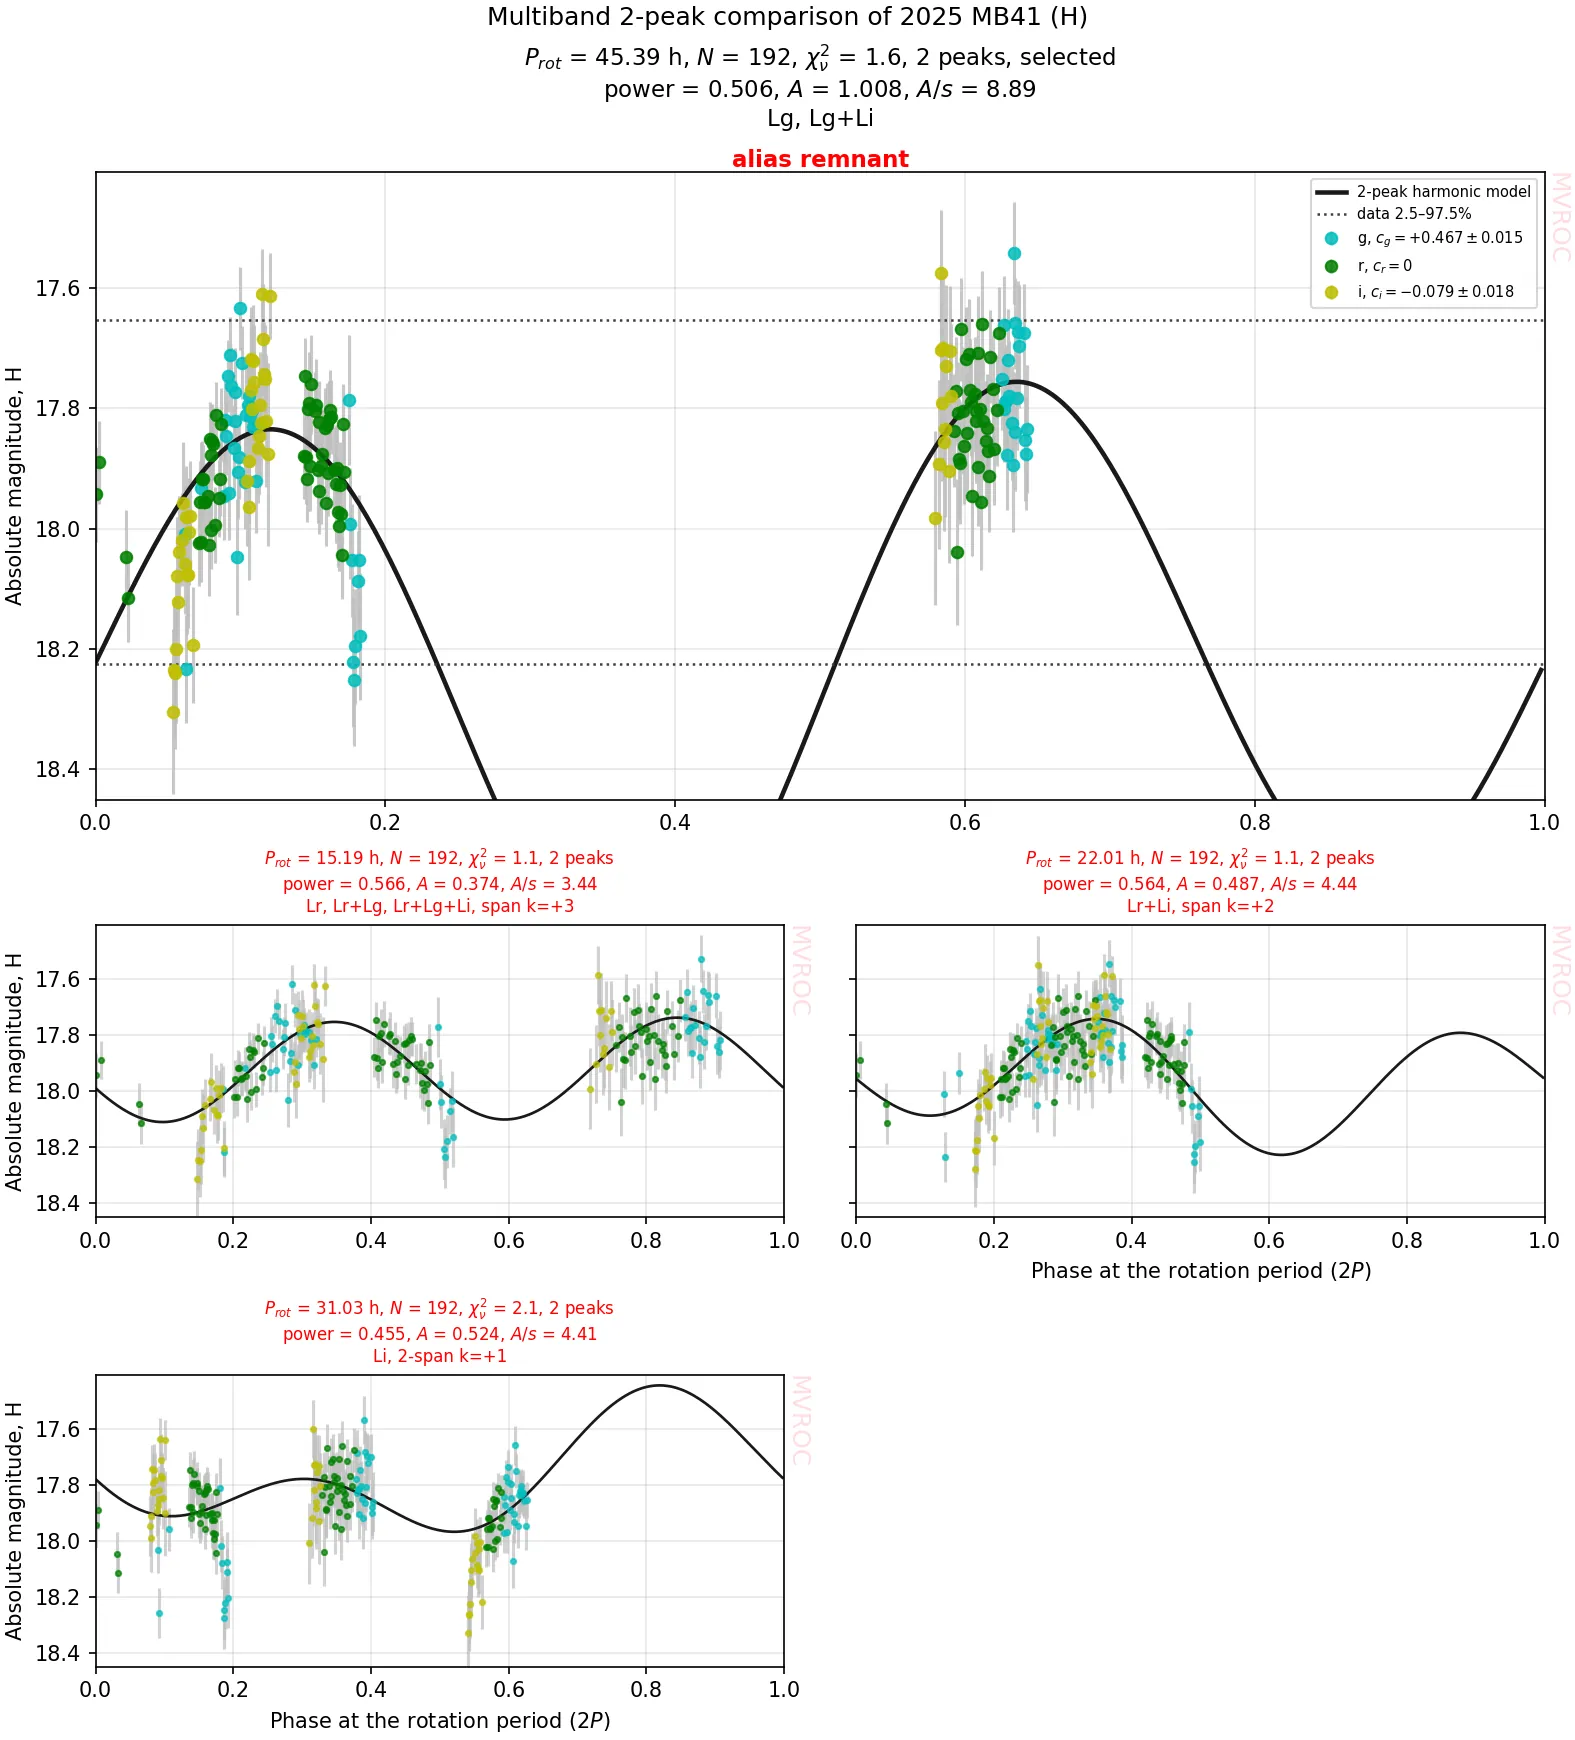 Multiband 2-peak comparison of 2025 MB41 (H)
P_rot = 45.39 h, N = 192, χ²_ν = 1.6, 2 peaks, selected
power = 0.506, A = 1.008, A/s = 8.89
Lg, Lg+Li
alias remnant
2-peak harmonic model
data 2.5–97.5%
g, c_g = +0.467 ± 0.015
r, c_r = 0
i, c_i = −0.079 ± 0.018
MVROC
Absolute magnitude, H
17.6
17.8
18.0
18.2
18.4
0.0 0.2 0.4 0.6 0.8 1.0
P_rot = 15.19 h, N = 192, χ²_ν = 1.1, 2 peaks
power = 0.566, A = 0.374, A/s = 3.44
Lr, Lr+Lg, Lr+Lg+Li, span k=+3
MVROC
Absolute magnitude, H
17.6
17.8
18.0
18.2
18.4
0.0 0.2 0.4 0.6 0.8 1.0
P_rot = 22.01 h, N = 192, χ²_ν = 1.1, 2 peaks
power = 0.564, A = 0.487, A/s = 4.44
Lr+Li, span k=+2
MVROC
0.0 0.2 0.4 0.6 0.8 1.0
Phase at the rotation period (2P)
P_rot = 31.03 h, N = 192, χ²_ν = 2.1, 2 peaks
power = 0.455, A = 0.524, A/s = 4.41
Li, 2-span k=+1
MVROC
Absolute magnitude, H
17.6
17.8
18.0
18.2
18.4
0.0 0.2 0.4 0.6 0.8 1.0
Phase at the rotation period (2P)